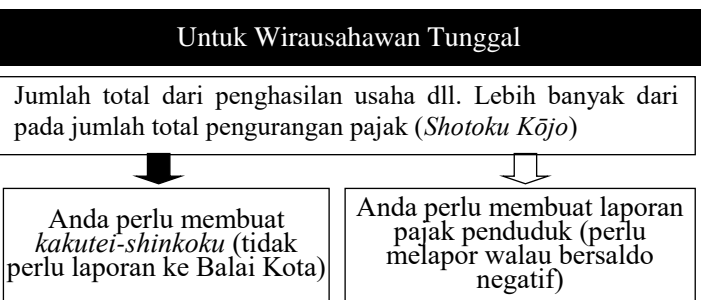 Untuk Wirausahawan Tunggal
Jumlah total dari penghasilan usaha dll. Lebih banyak dari
pada jumlah total pengurangan pajak (Shotoku Kōjo)
Anda perlu membuat
kakutei-shinkoku (tidak
perlu laporan ke Balai Kota)
Anda perlu membuat laporan
pajak penduduk (perlu
melapor walau bersaldo
negatif)